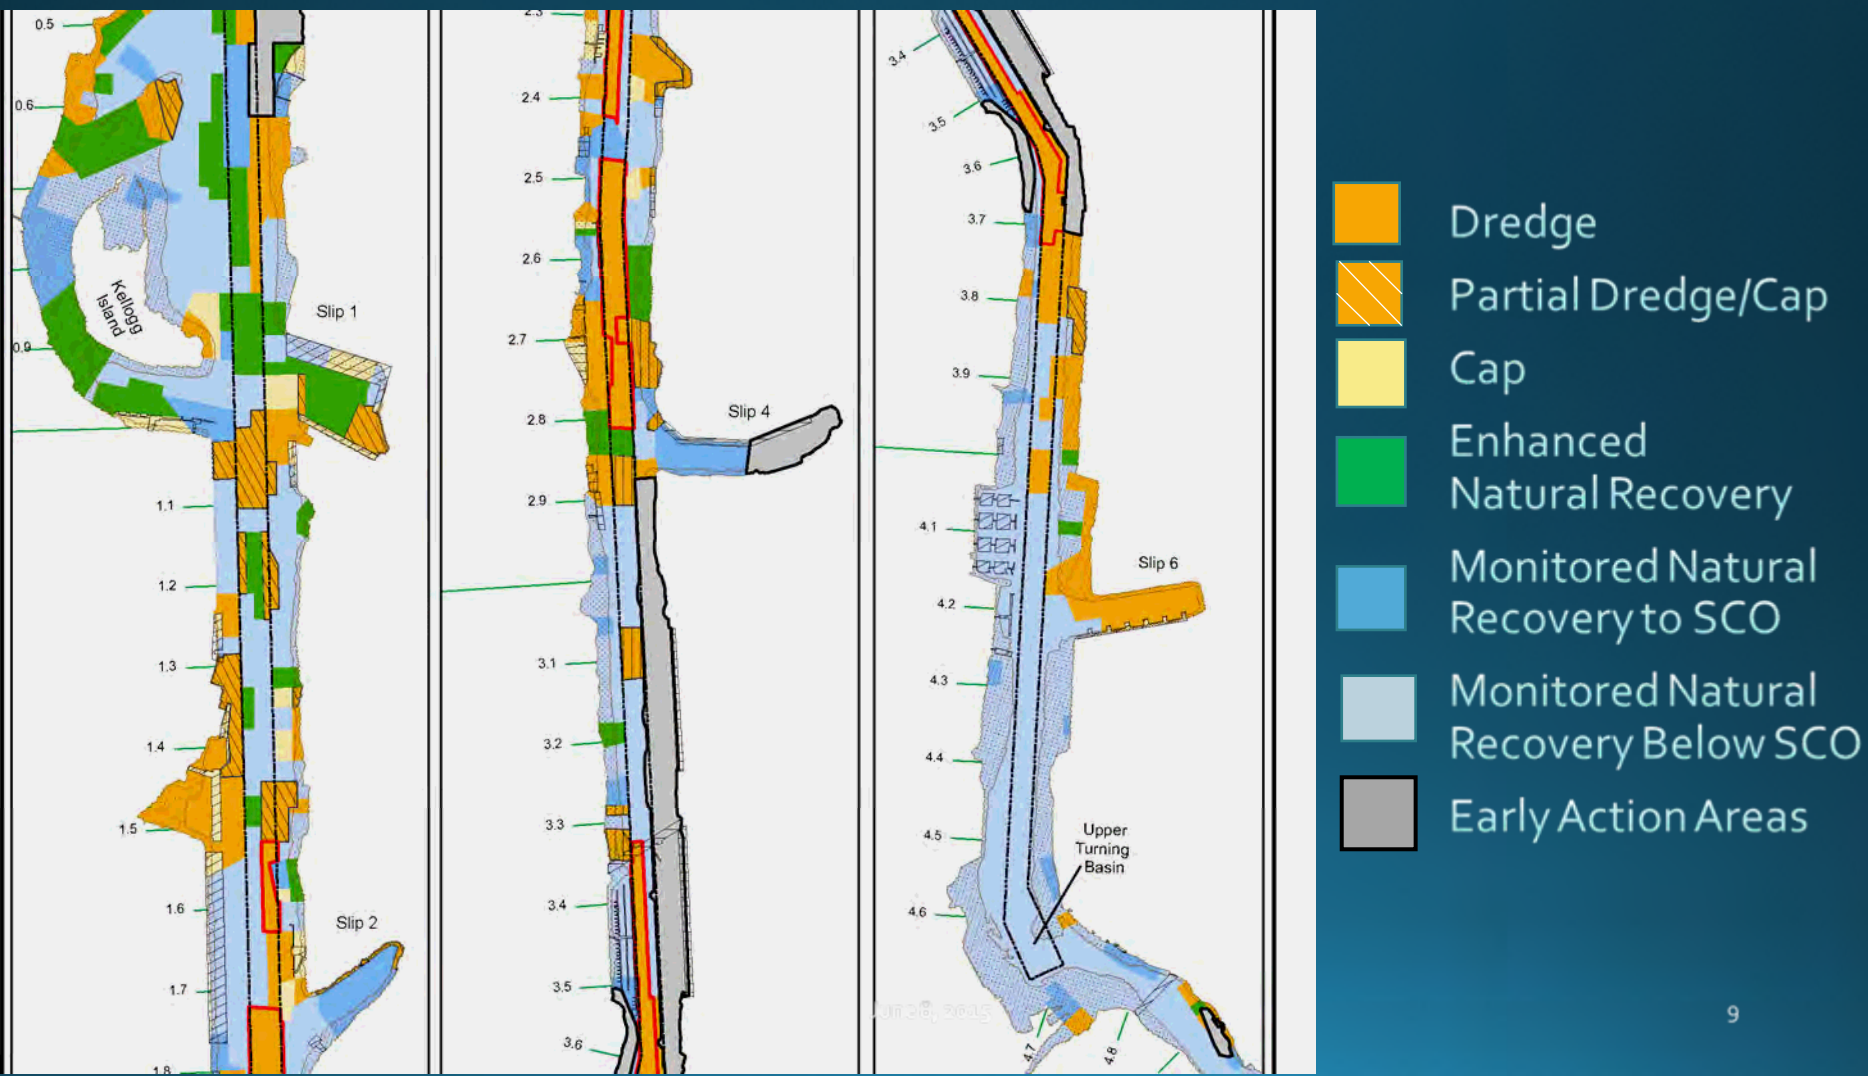 0.5
0.6
Kellogg
Island
Slip 1
0.9
1.1
1.2
1.3
1.4
1.5
1.6
Slip 2
1.7
1.8
2.3
2.4
2.5
2.6
2.7
2.8
Slip 4
2.9
3.1
3.2
3.3
3.4
3.5
3.6
3.4
3.5
3.6
3.7
3.8
3.9
4.1
Slip 6
4.2
4.3
4.4
4.5
Upper
Turning
Basin
4.6
4.7
4.8
June 8, 2015
Dredge
Partial Dredge/Cap
Cap
Enhanced
Natural Recovery
Monitored Natural
Recovery to SCO
Monitored Natural
Recovery Below SCO
Early Action Areas
9